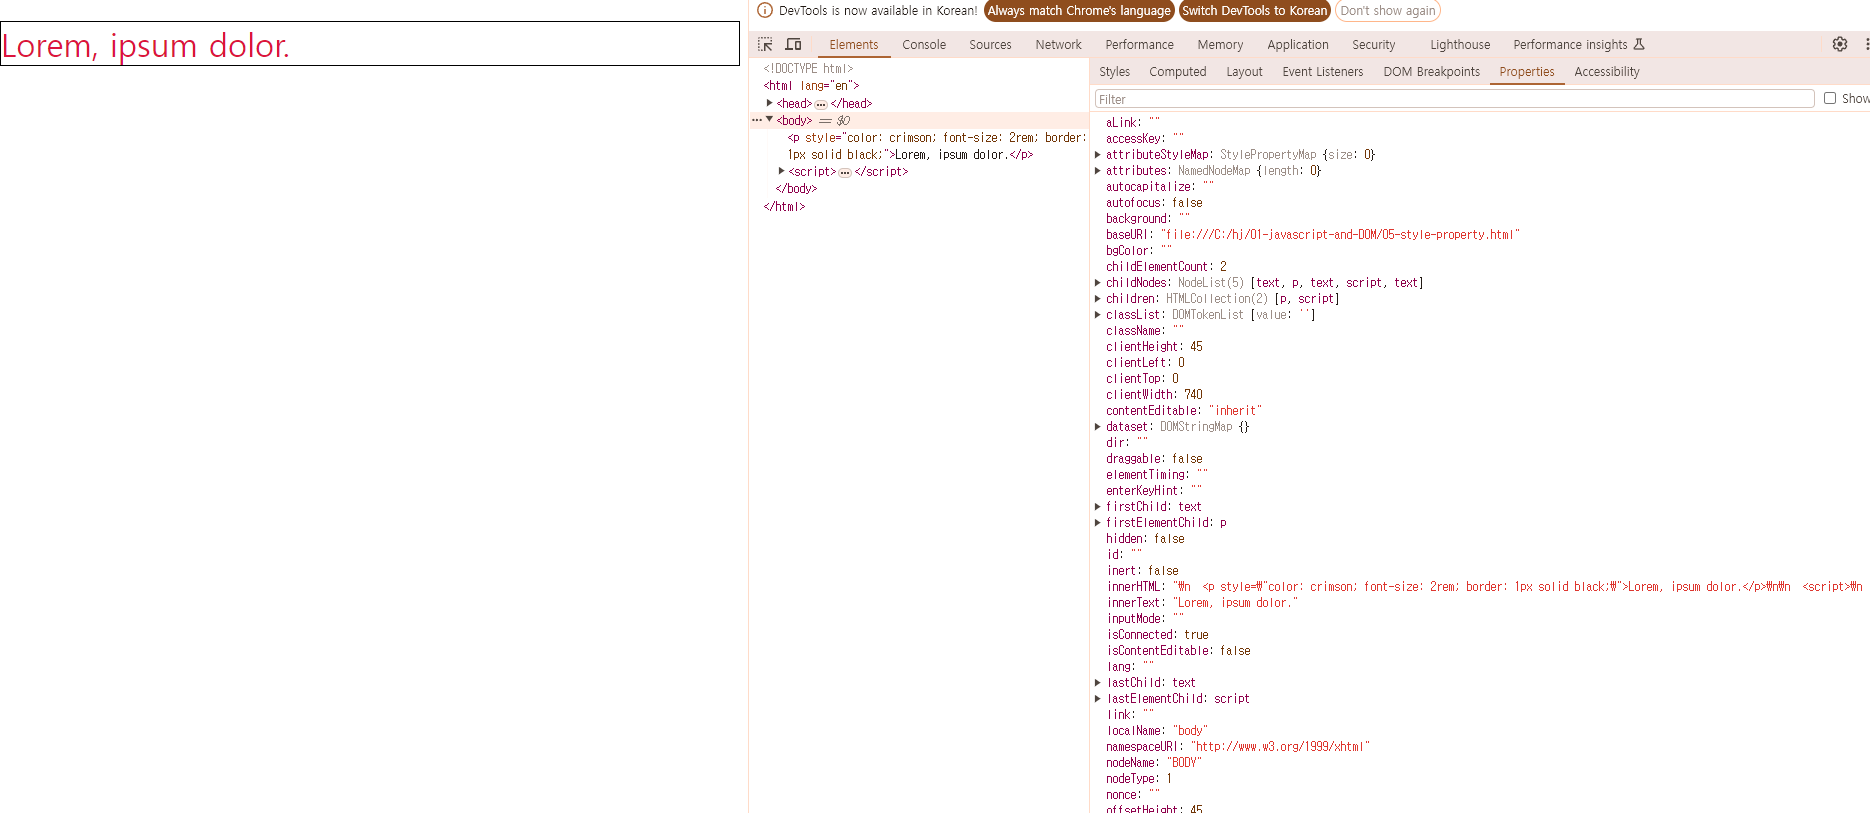 Lorem, ipsum dolor.
DevTools is now available in Korean! Always match Chrome's language Switch DevTools to Korean Don't show again
Elements Console Sources Network Performance Memory Application Security Lighthouse Performance insights
<!DOCTYPE html>
<html lang="en">
<head> … </head>
<body> == $0
<p style="color: crimson; font-size: 2rem; border:
1px solid black;">Lorem, ipsum dolor.</p>
<script> … </script>
</body>
</html>
Styles Computed Layout Event Listeners DOM Breakpoints Properties Accessibility
Filter Show
aLink: ""
accessKey: ""
attributeStyleMap: StylePropertyMap {size: 0}
attributes: NamedNodeMap {length: 0}
autocapitalize: ""
autofocus: false
background: ""
baseURI: "file:///C:/hj/01-javascript-and-DOM/05-style-property.html"
bgColor: ""
childElementCount: 2
childNodes: NodeList(5) [text, p, text, script, text]
children: HTMLCollection(2) [p, script]
classList: DOMTokenList [value: '']
className: ""
clientHeight: 45
clientLeft: 0
clientTop: 0
clientWidth: 740
contentEditable: "inherit"
dataset: DOMStringMap {}
dir: ""
draggable: false
elementTiming: ""
enterKeyHint: ""
firstChild: text
firstElementChild: p
hidden: false
id: ""
inert: false
innerHTML: "₩n  <p style=₩"color: crimson; font-size: 2rem; border: 1px solid black;₩">Lorem, ipsum dolor.</p>₩n₩n  <script>₩n
innerText: "Lorem, ipsum dolor."
inputMode: ""
isConnected: true
isContentEditable: false
lang: ""
lastChild: text
lastElementChild: script
link: ""
localName: "body"
namespaceURI: "http://www.w3.org/1999/xhtml"
nodeName: "BODY"
nodeType: 1
nonce: ""
offsetHeight: 45